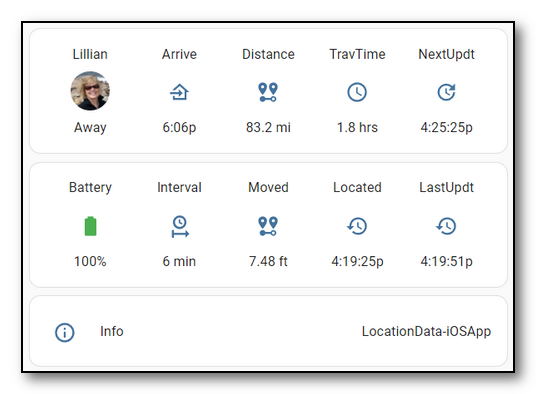 Lillian Arrive Distance TravTime NextUpdt
Away 6:06p 83.2 mi 1.8 hrs 4:25:25p
Battery Interval Moved Located LastUpdt
100% 6 min 7.48 ft 4:19:25p 4:19:51p
Info LocationData-iOSApp